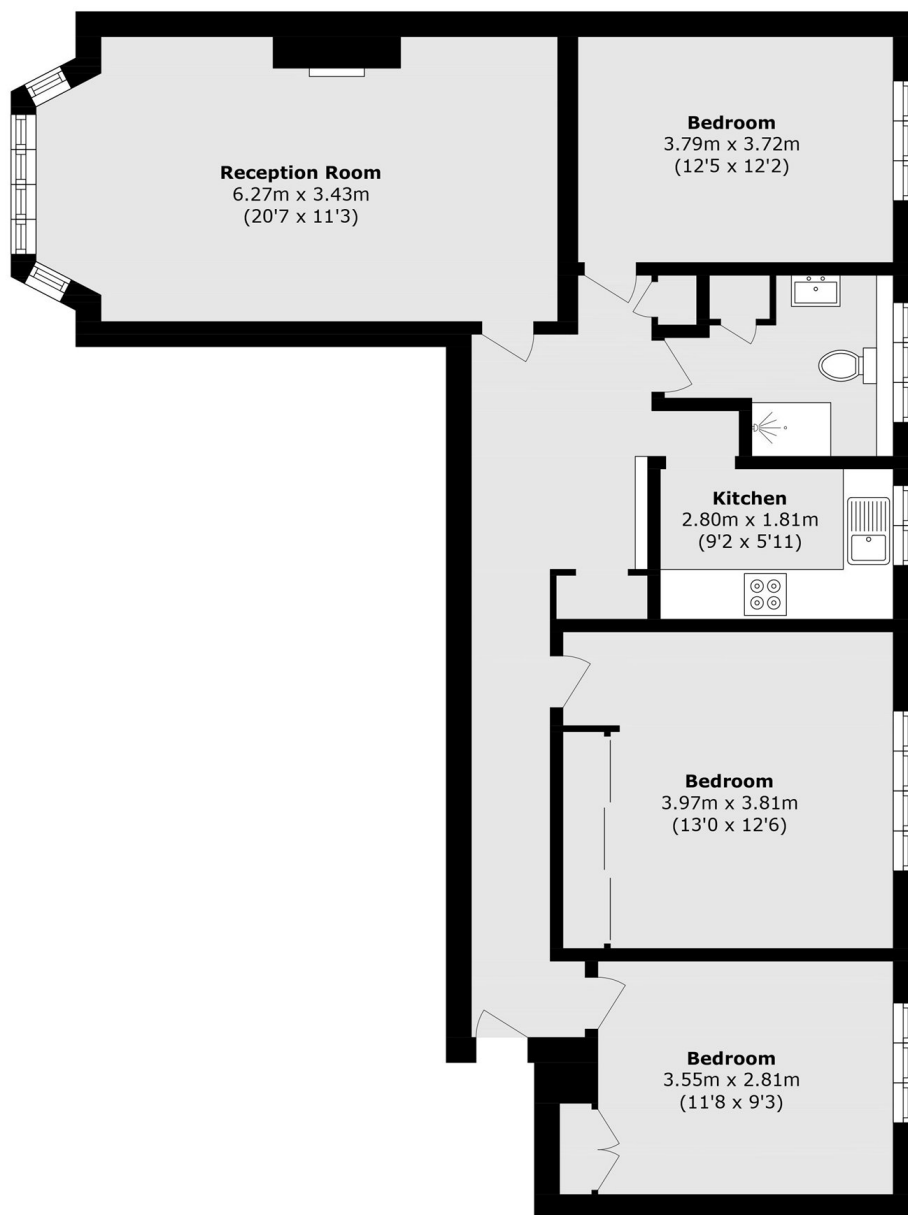 Reception Room
6.27m x 3.43m
(20'7 x 11'3)
Bedroom
3.79m x 3.72m
(12'5 x 12'2)
Kitchen
2.80m x 1.81m
(9'2 x 5'11)
Bedroom
3.97m x 3.81m
(13'0 x 12'6)
Bedroom
3.55m x 2.81m
(11'8 x 9'3)